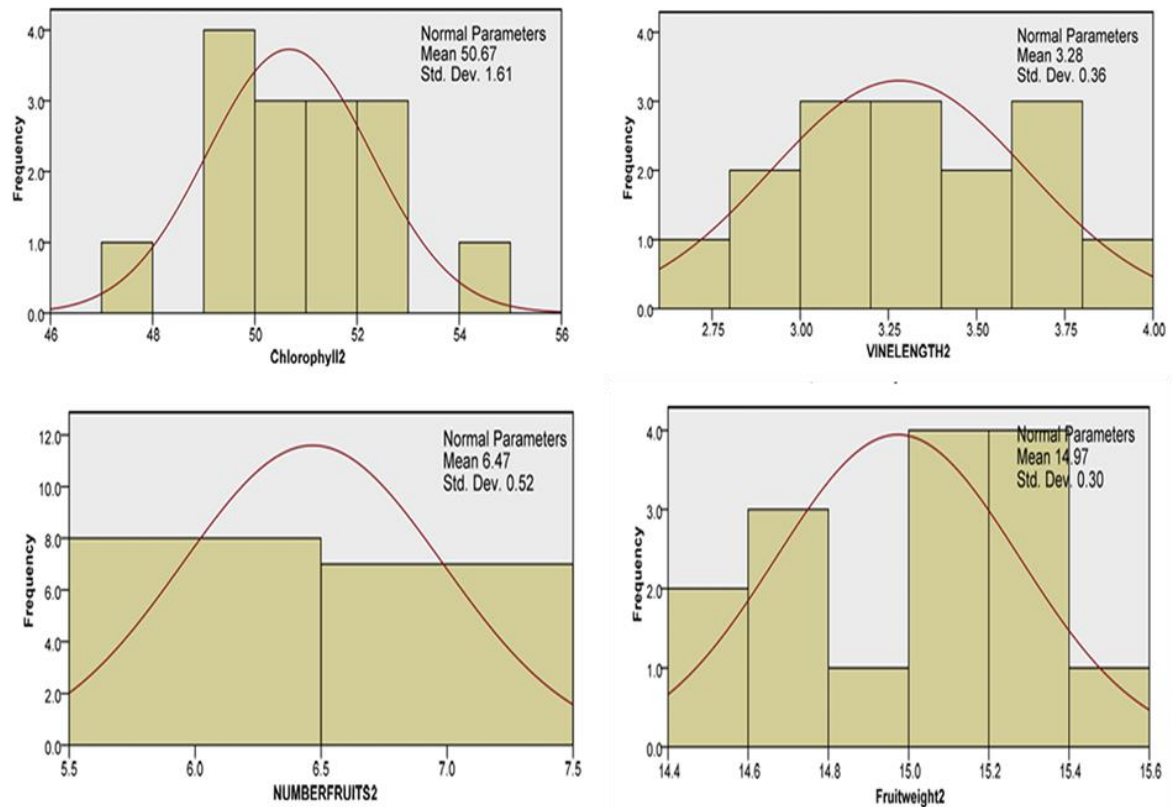 4.0
3.0
2.0
1.0
0.0
Frequency
Normal Parameters
Mean 50.67
Std. Dev. 1.61
46 48 50 52 54 56
Chlorophyll2
4.0
3.0
2.0
1.0
0.0
Frequency
Normal Parameters
Mean 3.28
Std. Dev. 0.36
2.75 3.00 3.25 3.50 3.75 4.00
VINELENGTH2
12.0
10.0
8.0
6.0
4.0
2.0
0.0
Frequency
Normal Parameters
Mean 6.47
Std. Dev. 0.52
5.5 6.0 6.5 7.0 7.5
NUMBERFRUITS2
4.0
3.0
2.0
1.0
0.0
Frequency
Normal Parameters
Mean 14.97
Std. Dev. 0.30
14.4 14.6 14.8 15.0 15.2 15.4 15.6
Fruitweight2